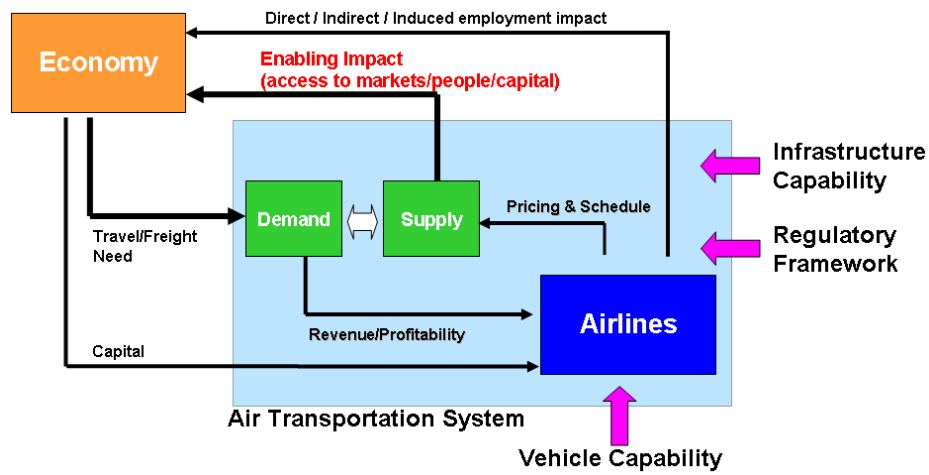 Direct / Indirect / Induced employment impact
Economy
Enabling Impact
(access to markets/people/capital)
Infrastructure
Capability
Demand
Supply
Pricing & Schedule
Travel/Freight
Need
Regulatory
Framework
Airlines
Revenue/Profitability
Capital
Air Transportation System
Vehicle Capability